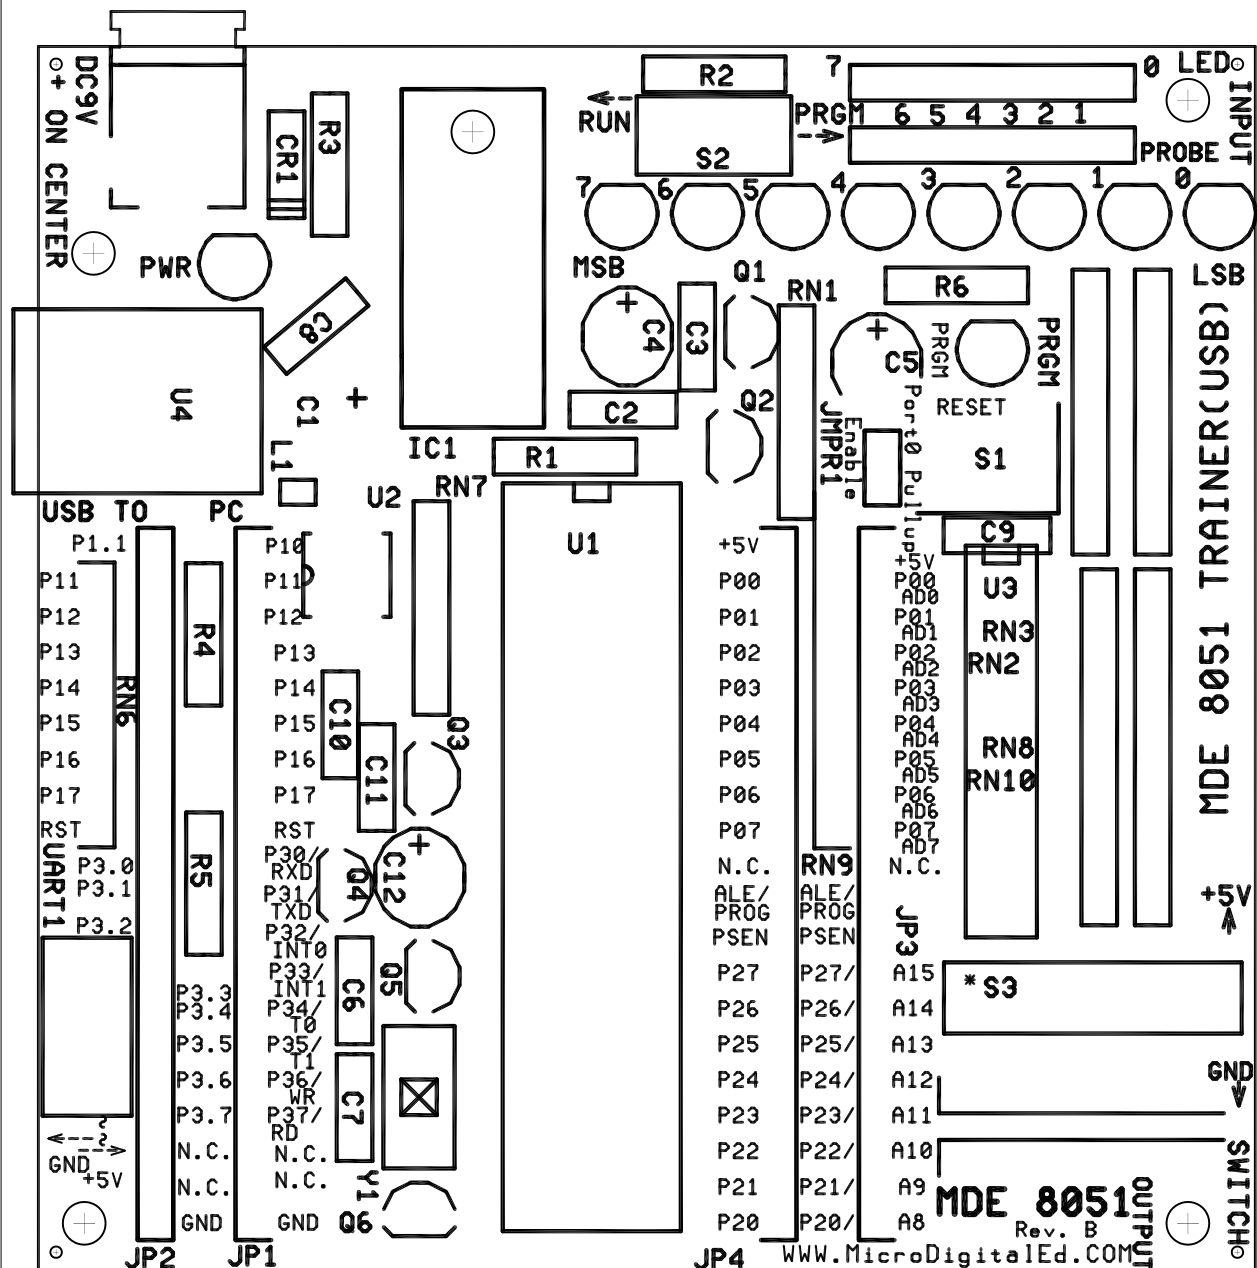 DC9V
+ ON CENTER
CR1
R3
R2
RUN
PRGM
S2
7
0
LED
INPUT
6 5 4 3 2 1
PROBE
7 6 5 4 3 2 1 0
PWR
MSB
LSB
Q1
RN1
R6
+
C4
C3
+
C5
PRGM
PRGM
C8
U4
C1
+
L1
IC1
C2
Q2
JMPR1
Enable
Port0 Pullup
RESET
S1
R1
RN7
U2
USB TO PC
U1
C9
MDE 8051 TRAINER(USB)
P1.1
P11
P12
P13
P14
P15
P16
P17
RST
RN6
R4
R5
UART1
P3.0
P3.1
P3.2
P3.3
P3.4
P3.5
P3.6
P3.7
N.C.
N.C.
GND
GND
+5V
JP2
P10
P11
P12
P13
P14
P15
P16
P17
RST
P30/
RXD
P31/
TXD
P32/
INT0
P33/
INT1
P34/
T0
P35/
T1
P36/
WR
P37/
RD
N.C.
N.C.
GND
JP1
C10
C11
Q3
Q4
+
C12
C6
Q5
C7
Y1
Q6
+5V
P00
P01
P02
P03
P04
P05
P06
P07
N.C.
ALE/
PROG
PSEN
P27
P26
P25
P24
P23
P22
P21
P20
JP4
RN9
ALE/
PROG
PSEN
P27/
P26/
P25/
P24/
P23/
P22/
P21/
P20/
+5V
P00
AD0
P01
AD1
P02
AD2
P03
AD3
P04
AD4
P05
AD5
P06
AD6
P07
AD7
N.C.
JP3
A15
A14
A13
A12
A11
A10
A9
A8
U3
RN3
RN2
RN8
RN10
+5V
* S3
GND
SWITCH
OUTPUT
MDE 8051
Rev. B
WWW.MicroDigitalEd.COM